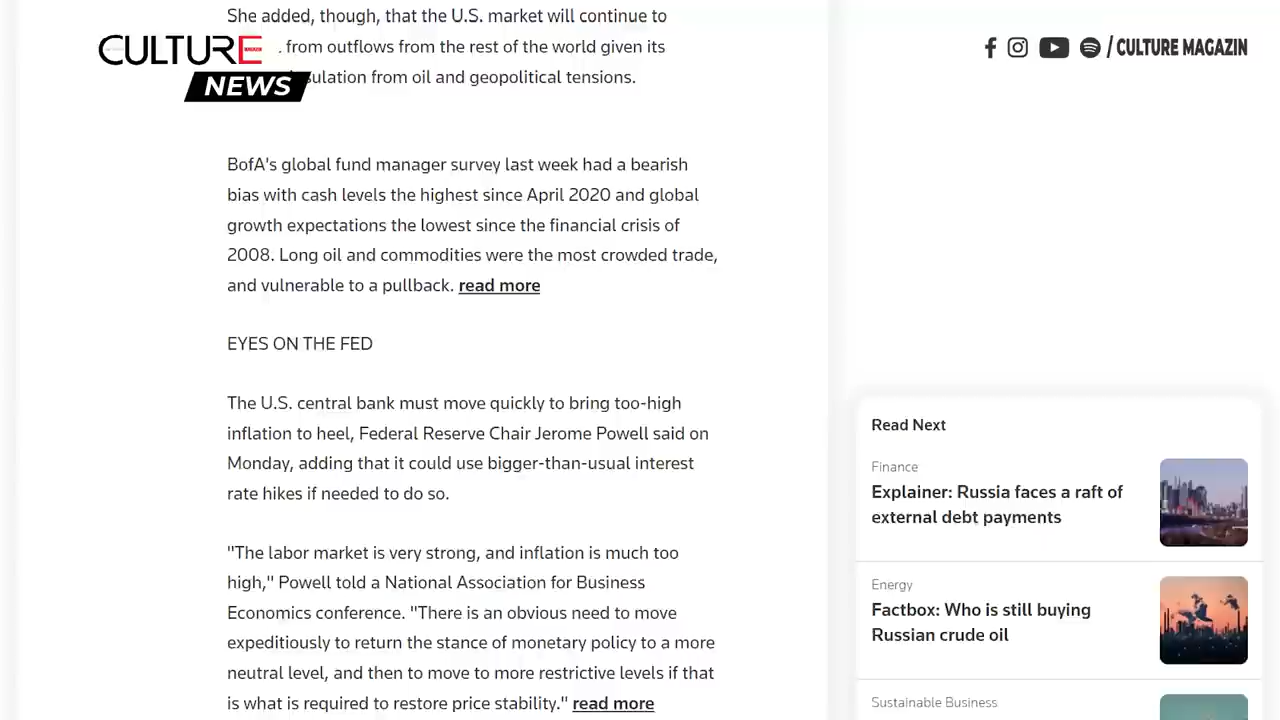 She added, though, that the U.S. market will continue to
CULTURE
. from outflows from the rest of the world given its
NEWS
sulation from oil and geopolitical tensions.
/ CULTURE MAGAZIN
BofA's global fund manager survey last week had a bearish
bias with cash levels the highest since April 2020 and global
growth expectations the lowest since the financial crisis of
2008. Long oil and commodities were the most crowded trade,
and vulnerable to a pullback. read more
EYES ON THE FED
The U.S. central bank must move quickly to bring too-high
inflation to heel, Federal Reserve Chair Jerome Powell said on
Monday, adding that it could use bigger-than-usual interest
rate hikes if needed to do so.
"The labor market is very strong, and inflation is much too
high," Powell told a National Association for Business
Economics conference. "There is an obvious need to move
expeditiously to return the stance of monetary policy to a more
neutral level, and then to move to more restrictive levels if that
is what is required to restore price stability." read more
Read Next
Finance
Explainer: Russia faces a raft of
external debt payments
Energy
Factbox: Who is still buying
Russian crude oil
Sustainable Business